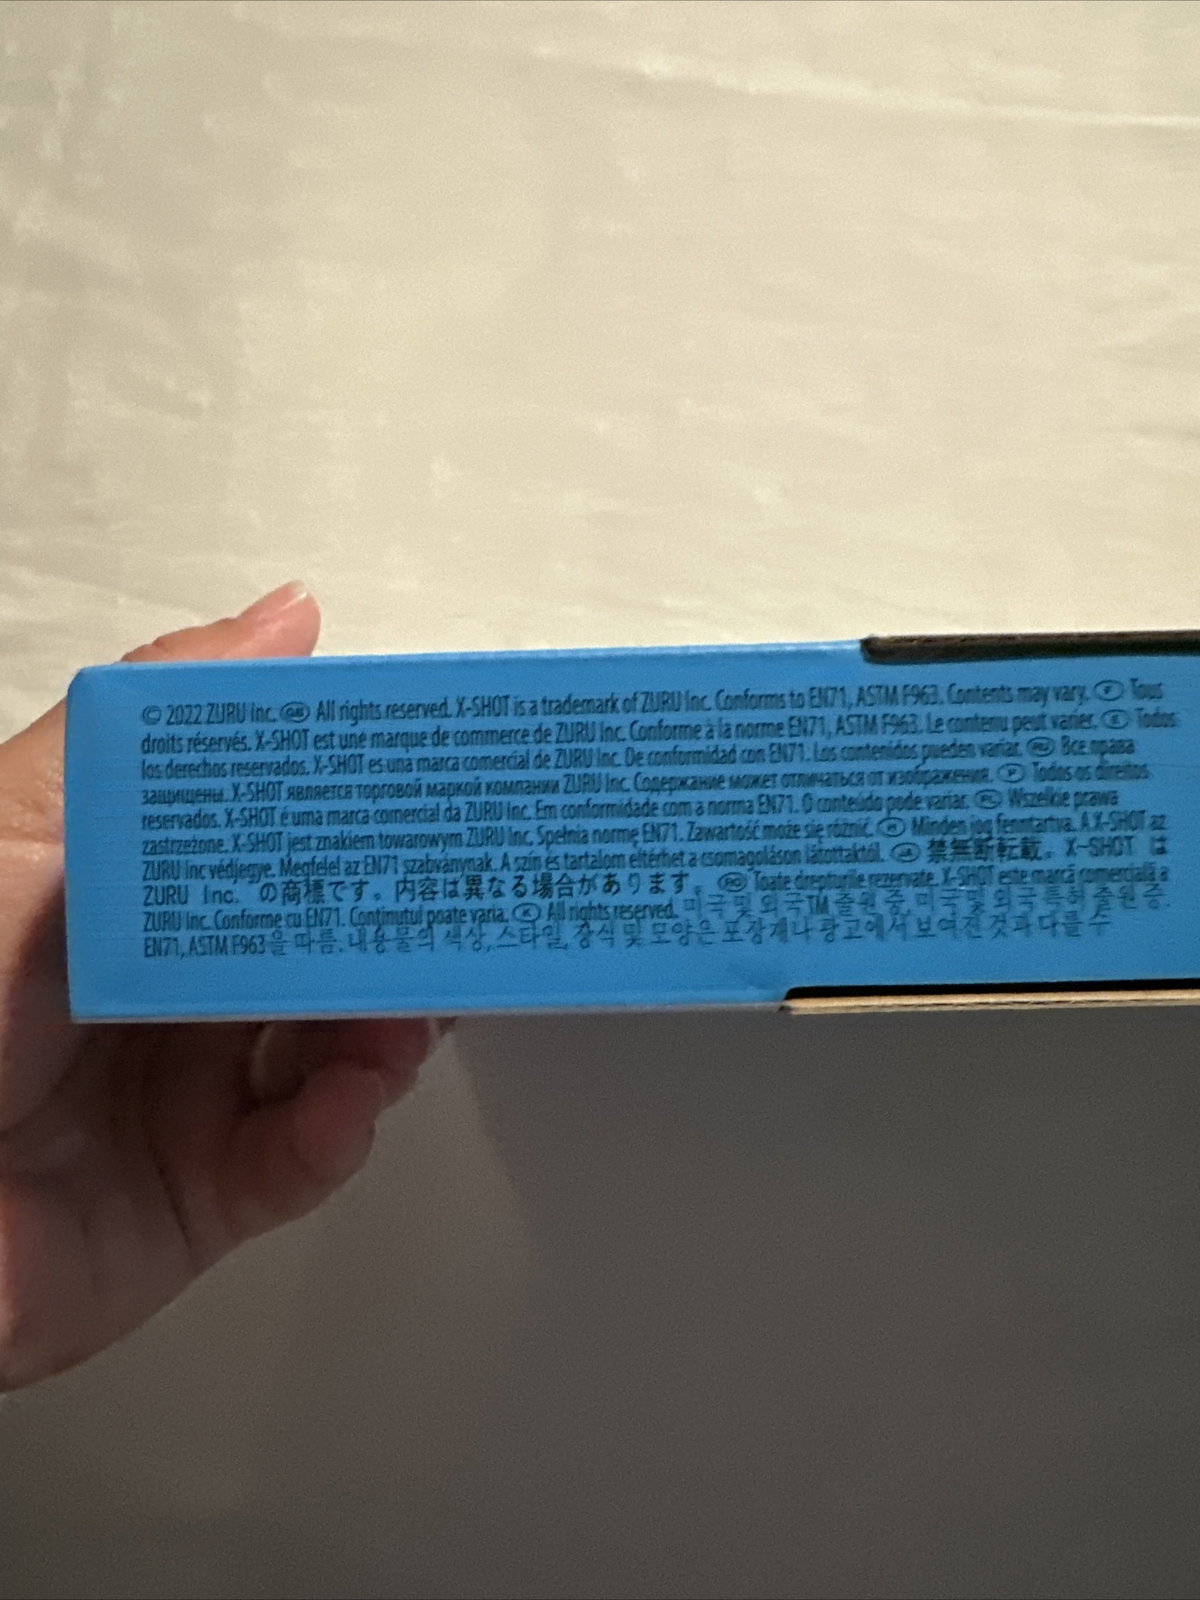 © 2022 ZURU Inc. GB All rights reserved. X-SHOT is a trademark of ZURU Inc. Conforms to EN71, ASTM F963. Contents may vary. F Tous
droits réservés. X-SHOT est une marque de commerce de ZURU Inc. Conforme à la norme EN71, ASTM F963. Le contenu peut varier. E Todos
los derechos reservados. X-SHOT es una marca comercial de ZURU Inc. De conformidad con EN71. Los contenidos pueden variar. RU Все права
защищены. X-SHOT является торговой маркой компании ZURU Inc. Содержание может отличаться от изображения. P Todos os direitos
reservados. X-SHOT é uma marca comercial da ZURU Inc. Em conformidade com a norma EN71. O conteúdo pode variar. PL Wszelkie prawa
zastrzeżone. X-SHOT jest znakiem towarowym ZURU Inc. Spełnia normę EN71. Zawartość może się różnić. H Minden jog fenntartva. A X-SHOT az
ZURU Inc védjegye. Megfelel az EN71 szabványnak. A szín és tartalom eltérhet a csomagoláson látottaktól. 禁無断転載。X-SHOT は
ZURU Inc. の商標です。内容は異なる場合があります。 RO Toate drepturile rezervate. X-SHOT este marcă comercială a
ZURU Inc. Conforme cu EN71. Conținutul poate varia. K All rights reserved. 미국 및 외국 TM 출원 중. 미국 및 외국 특허 출원 중.
EN71, ASTM F963을 따름. 내용물의 색상, 스타일, 장식 및 모양은 포장재나 광고에서 보여진 것과 다를 수